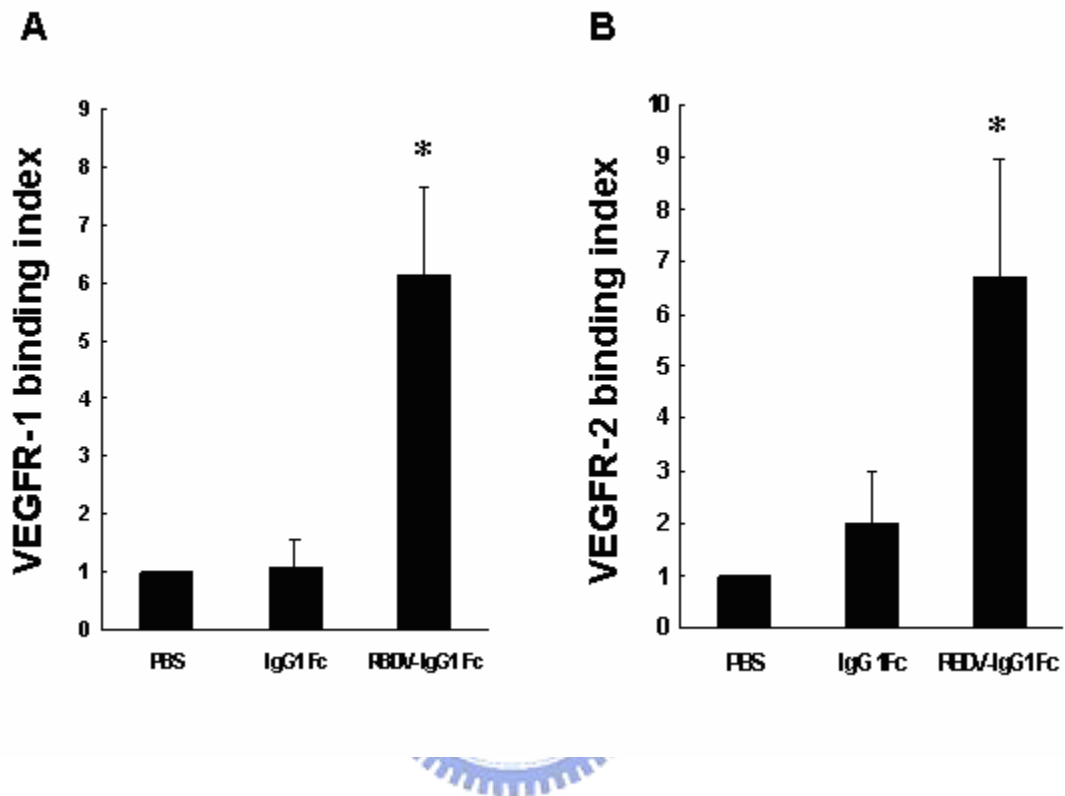 A
VEGFR-1 binding index
9
8
7
6
5
4
3
2
1
0
*
PBS
IgG1 Fc
RBDV-IgG1 Fc
B
VEGFR-2 binding index
10
9
8
7
6
5
4
3
2
1
0
*
PBS
IgG 1Fc
RBDV-IgG1Fc